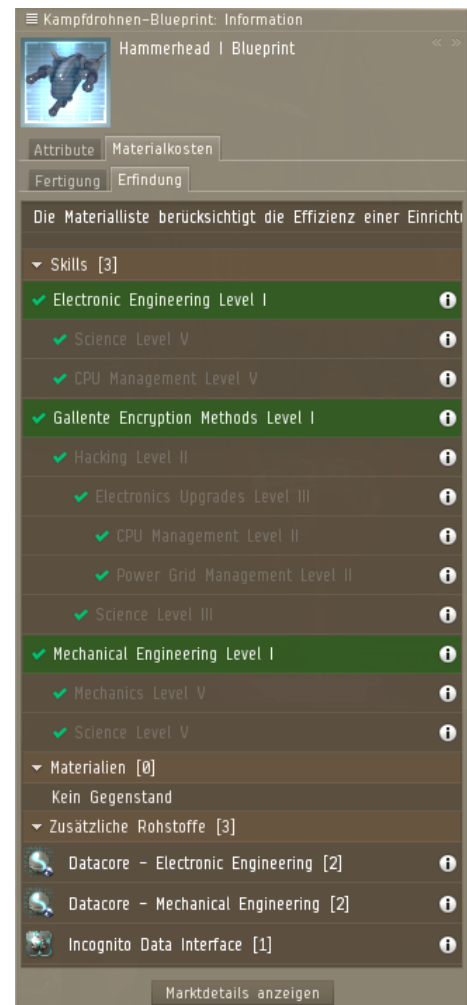 Kampfdrohnen-Blueprint: Information
Hammerhead I Blueprint
Attribute Materialkosten
Fertigung Erfindung
Die Materialliste berücksichtigt die Effizienz einer Einrichtu
Skills [3]
Electronic Engineering Level I
Science Level V
CPU Management Level V
Gallente Encryption Methods Level I
Hacking Level II
Electronics Upgrades Level III
CPU Management Level II
Power Grid Management Level II
Science Level III
Mechanical Engineering Level I
Mechanics Level V
Science Level V
Materialien [0]
Kein Gegenstand
Zusätzliche Rohstoffe [3]
Datacore - Electronic Engineering [2]
Datacore - Mechanical Engineering [2]
Incognito Data Interface [1]
Marktdetails anzeigen